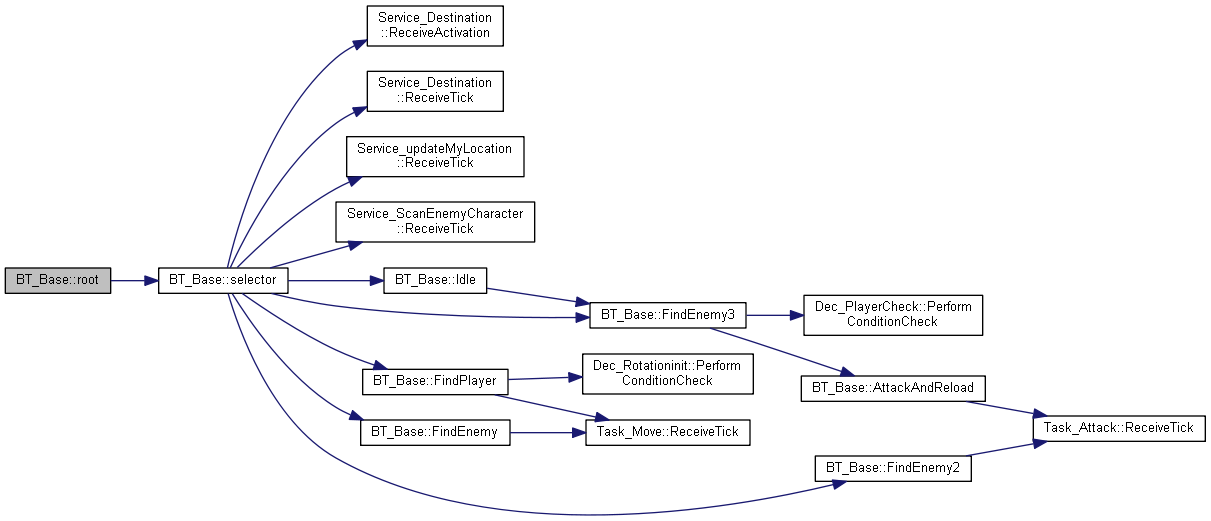 Service_Destination
::ReceiveActivation
Service_Destination
::ReceiveTick
Service_updateMyLocation
::ReceiveTick
Service_ScanEnemyCharacter
::ReceiveTick
BT_Base::root
BT_Base::selector
BT_Base::Idle
BT_Base::FindEnemy3
Dec_PlayerCheck::Perform
ConditionCheck
BT_Base::FindPlayer
Dec_Rotationinit::Perform
ConditionCheck
BT_Base::AttackAndReload
BT_Base::FindEnemy
Task_Move::ReceiveTick
Task_Attack::ReceiveTick
BT_Base::FindEnemy2